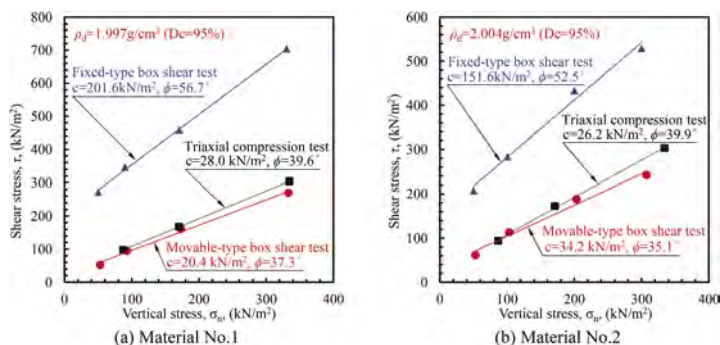 800
700
600
500
400
300
200
100
0
Shear stress, τ, (kN/m²)
ρd=1.997g/cm³ (Dc=95%)
Fixed-type box shear test
c=201.6kN/m², ϕ=56.7°
Triaxial compression test
c=28.0 kN/m², ϕ=39.6°
Movable-type box shear test
c=20.4 kN/m², ϕ=37.3°
0 100 200 300 400
Vertical stress, σn, (kN/m²)
(a) Material No.1
600
500
400
300
200
100
0
Shear stress, τ, (kN/m²)
ρd=2.004g/cm³ (Dc=95%)
Fixed-type box shear test
c=151.6kN/m², ϕ=52.5°
Triaxial compression test
c=26.2 kN/m², ϕ=39.9°
Movable-type box shear test
c=34.2 kN/m², ϕ=35.1°
0 100 200 300 400
Vertical stress, σn, (kN/m²)
(b) Material No.2